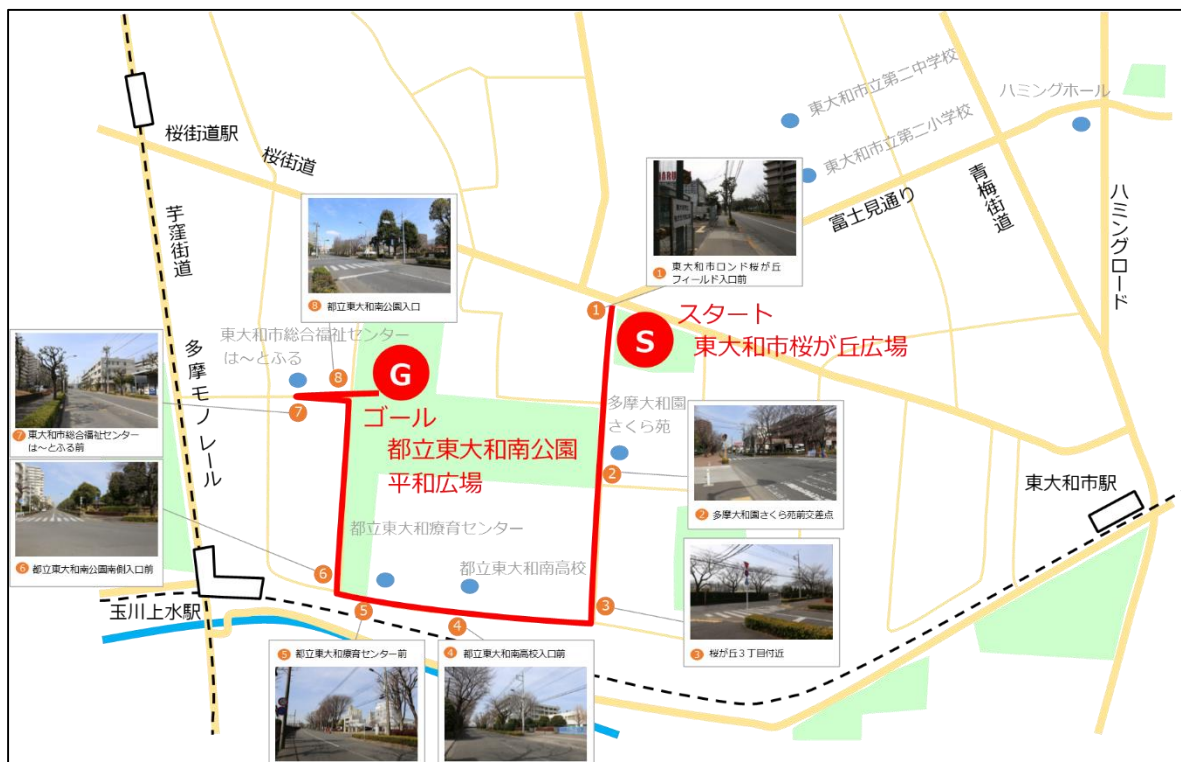 東大和市立第二中学校
ハミングホール
桜街道駅
桜街道
東大和市立第二小学校
富士見通り
青梅街道
ハミングロード
芋窪街道
① 東大和市ロンド桜が丘
フィールド入口前
⑧ 都立東大和南公園入口
1
S
スタート
東大和市桜が丘広場
東大和市総合福祉センター
は～とふる
8
G
7
ゴール
都立東大和南公園
平和広場
多摩モノレール
⑦ 東大和市総合福祉センター
は～とふる前
多摩大和園
さくら苑
2
② 多摩大和園さくら苑前交差点
東大和市駅
都立東大和療育センター
都立東大和南高校
⑥ 都立東大和南公園南側入口前
6
玉川上水駅
5
4
3
③ 桜が丘３丁目付近
⑤ 都立東大和療育センター前
④ 都立東大和南高校入口前